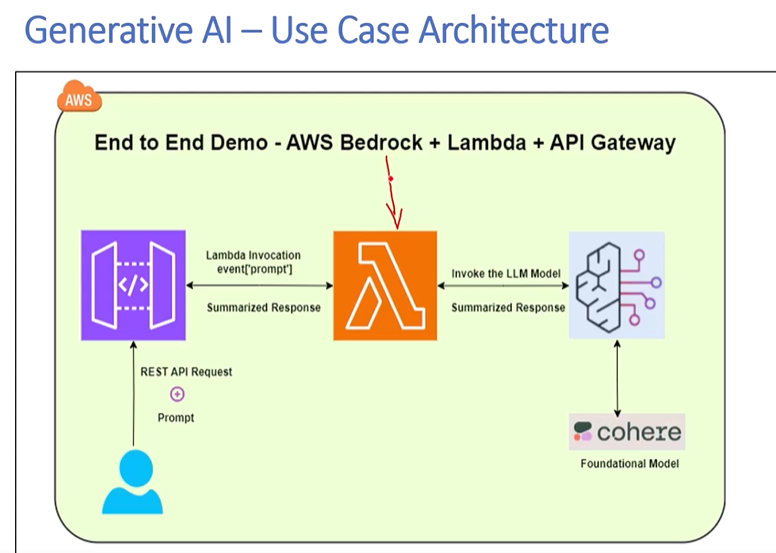 Generative AI – Use Case Architecture
AWS
End to End Demo - AWS Bedrock + Lambda + API Gateway
Lambda Invocation
event['prompt']
Summarized Response
Invoke the LLM Model
Summarized Response
</>
REST API Request
Prompt
cohere
Foundational Model